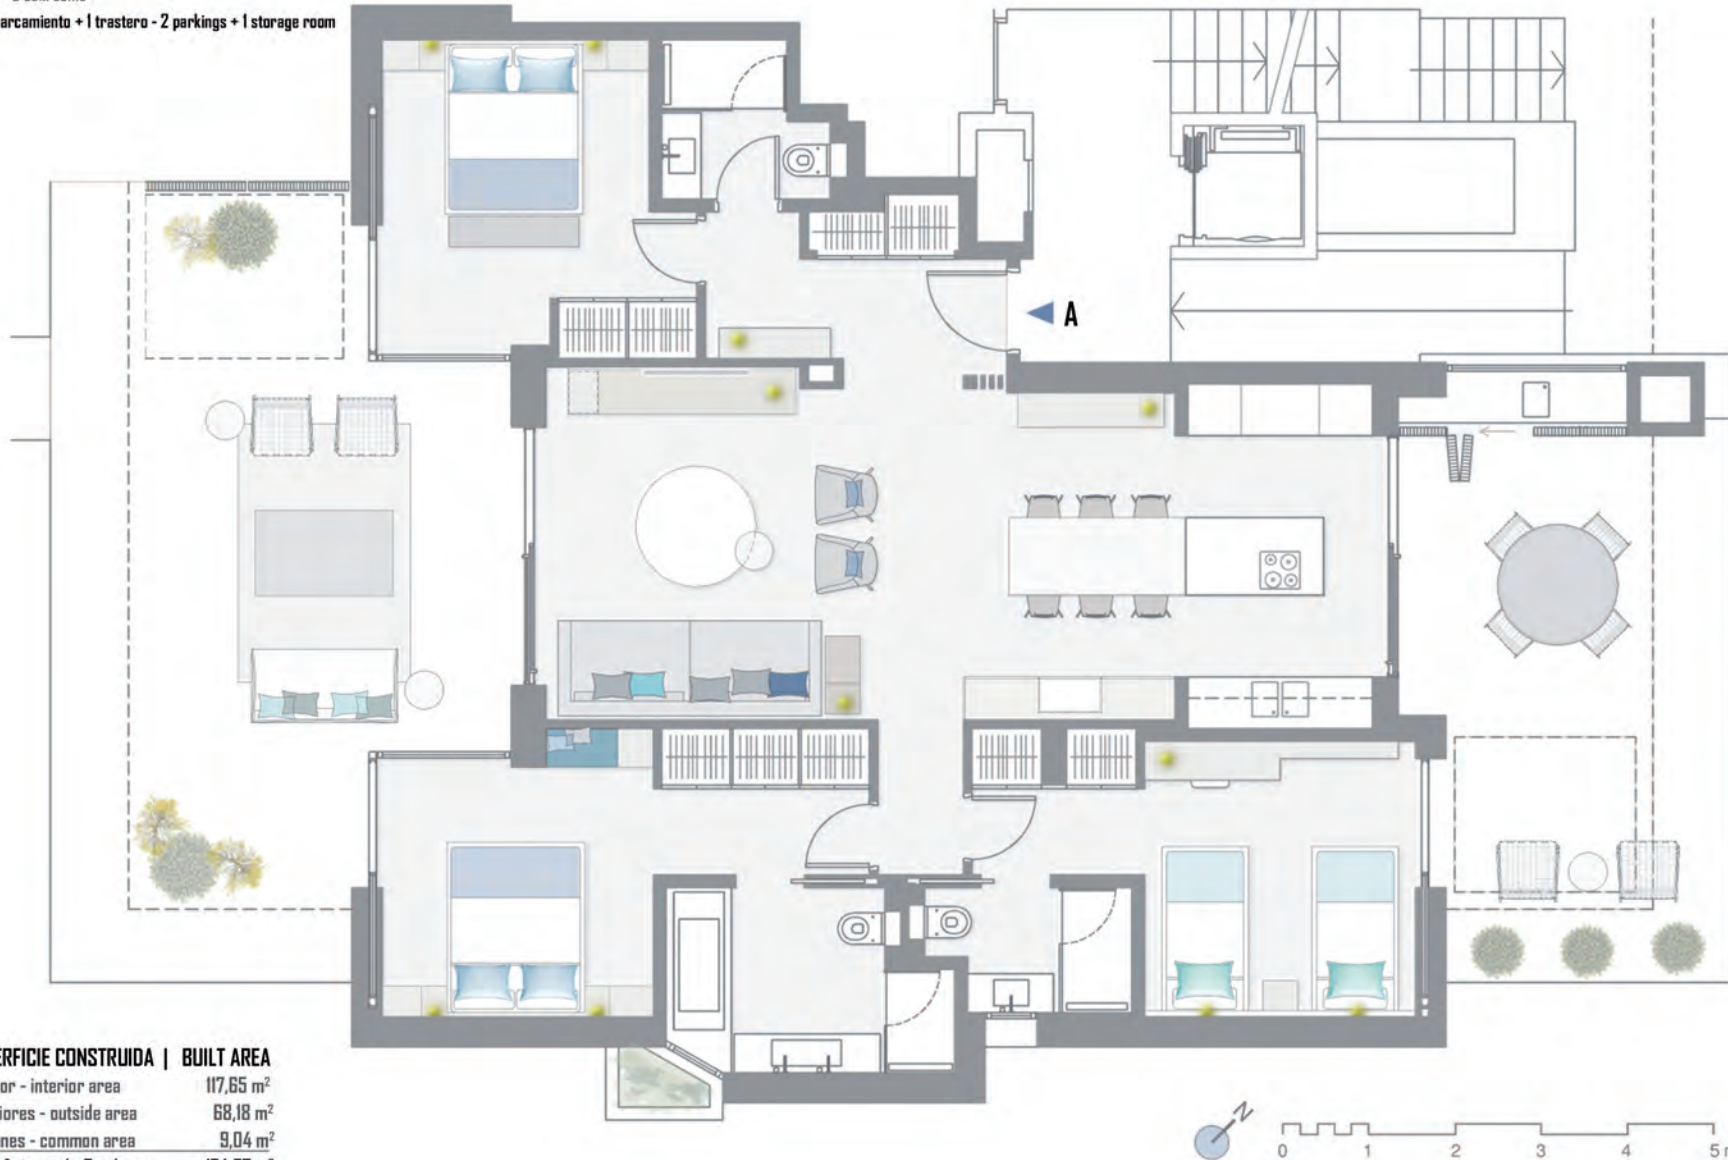 arcamiento + 1 trastero - 2 parkings + 1 storage room
A
ERFICIE CONSTRUIDA | BUILT AREA
or - interior area 117,65 m²
iores - outside area 68,18 m²
nes - common area 9,04 m²
N
0 1 2 3 4 5 m